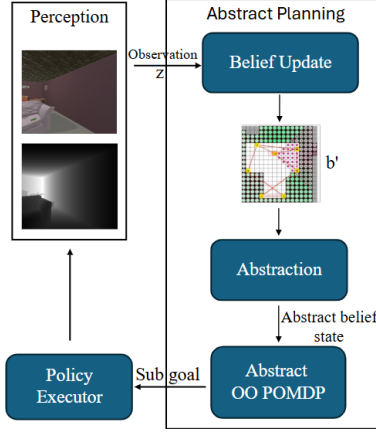 Perception
Abstract Planning
Observation
z
Belief Update
b'
Abstraction
Abstract belief
state
Abstract
OO POMDP
Sub goal
Policy
Executor